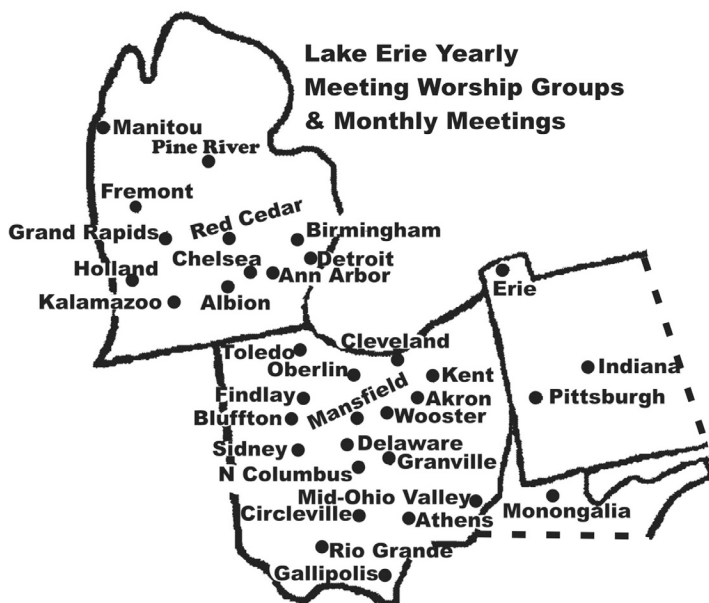 Lake Erie Yearly
Meeting Worship Groups
& Monthly Meetings
Manitou
Pine River
Fremont
Grand Rapids
Red Cedar
Birmingham
Holland
Chelsea
Detroit
Ann Arbor
Kalamazoo
Albion
Erie
Toledo
Cleveland
Oberlin
Kent
Indiana
Findlay
Mansfield
Akron
Pittsburgh
Bluffton
Wooster
Sidney
Delaware
N Columbus
Granville
Mid-Ohio Valley
Monongalia
Circleville
Athens
Rio Grande
Gallipolis